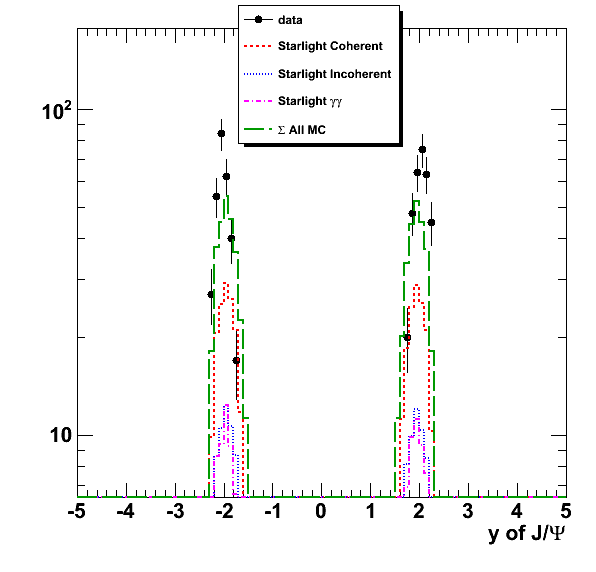 data
Starlight Coherent
Starlight Incoherent
Starlight γγ
Σ All MC
10²
10
-5 -4 -3 -2 -1 0 1 2 3 4 5
y of J/Ψ